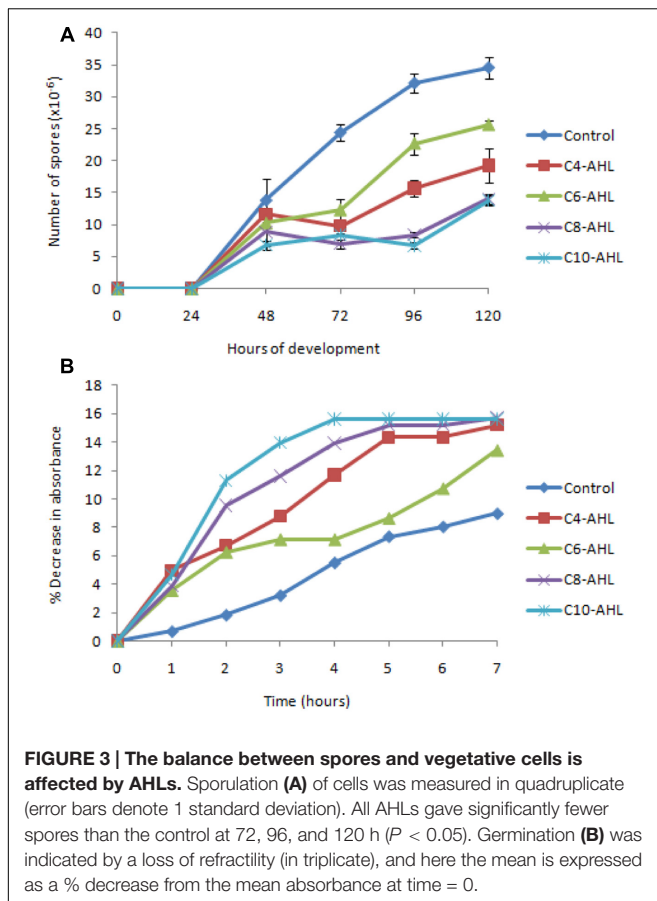 A
Number of spores (x10⁻⁶)
40
35
30
25
20
15
10
5
0
0 24 48 72 96 120
Hours of development
Control
C4-AHL
C6-AHL
C8-AHL
C10-AHL
B
% Decrease in absorbance
18
16
14
12
10
8
6
4
2
0
0 1 2 3 4 5 6 7
Time (hours)
Control
C4-AHL
C6-AHL
C8-AHL
C10-AHL
FIGURE 3 | The balance between spores and vegetative cells is
affected by AHLs. Sporulation (A) of cells was measured in quadruplicate
(error bars denote 1 standard deviation). All AHLs gave significantly fewer
spores than the control at 72, 96, and 120 h (P < 0.05). Germination (B) was
indicated by a loss of refractility (in triplicate), and here the mean is expressed
as a % decrease from the mean absorbance at time = 0.